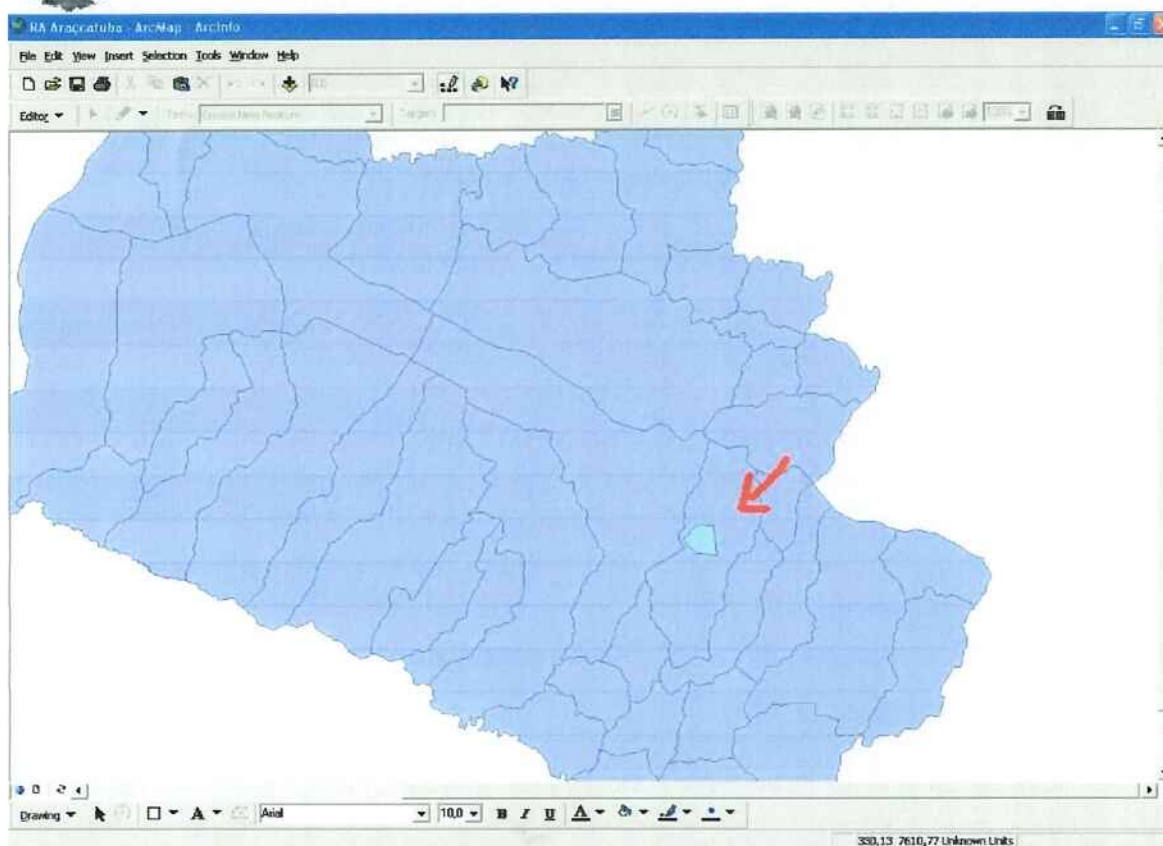 RA Araçatuba - ArcMap - ArcInfo
File Edit View Insert Selection Tools Window Help
Editor
Drawing A Arial 10,0 B I U A
330,13 7610,77 Unknown Units